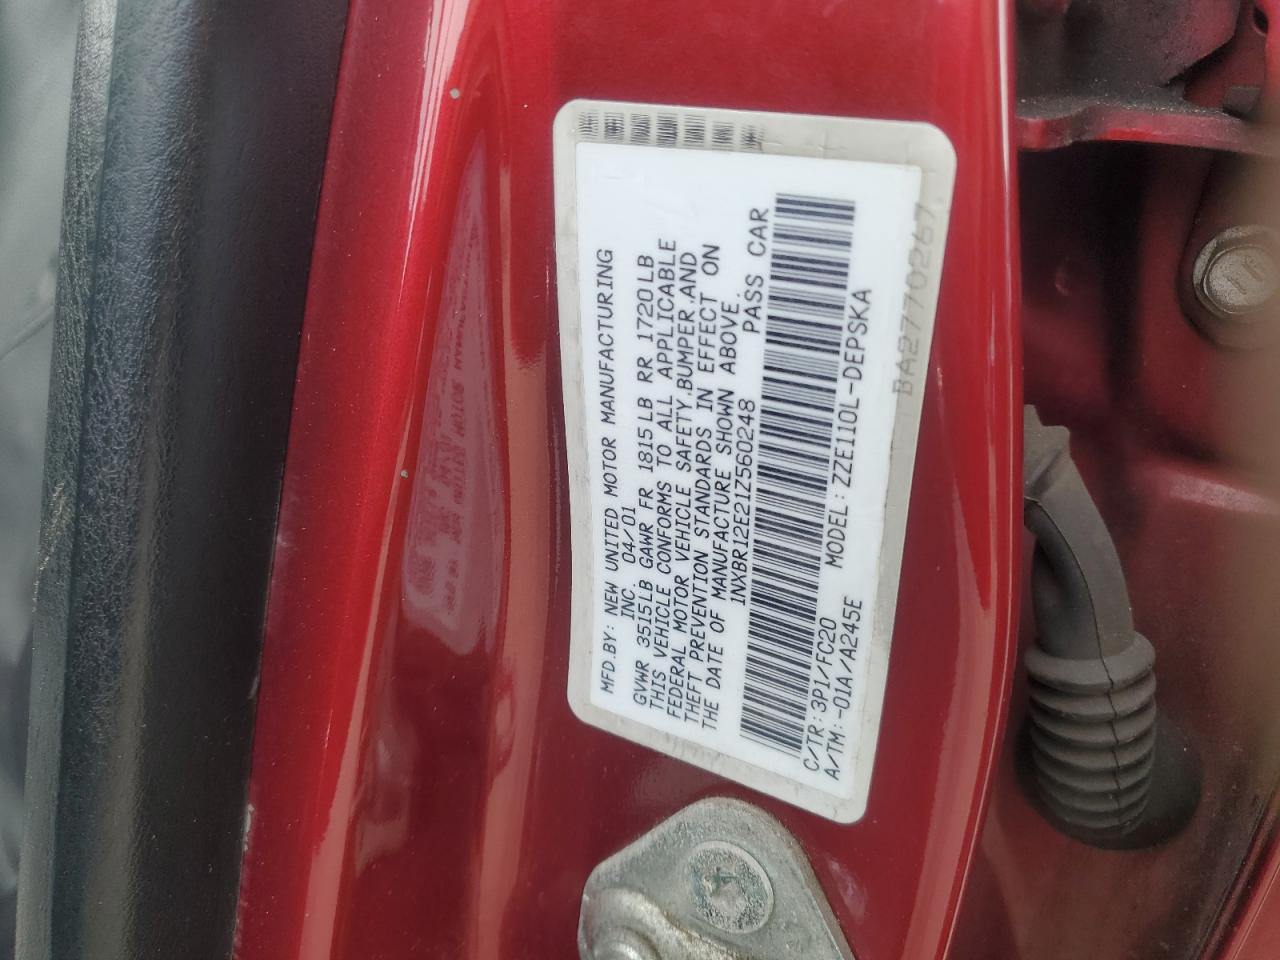 MFD.BY: NEW UNITED MOTOR MANUFACTURING
INC. 04/01
GVWR 3515LB GAWR FR 1815LB RR 1720LB
THIS VEHICLE CONFORMS TO ALL APPLICABLE
FEDERAL MOTOR VEHICLE SAFETY,BUMPER,AND
THEFT PREVENTION STANDARDS IN EFFECT ON
THE DATE OF MANUFACTURE SHOWN ABOVE.
1NXBR12E21Z560248 PASS CAR
C/TR:3P1/FC20 MODEL:ZZE110L-DEPSKA
A/TM:-01A/A245E
BA27770267